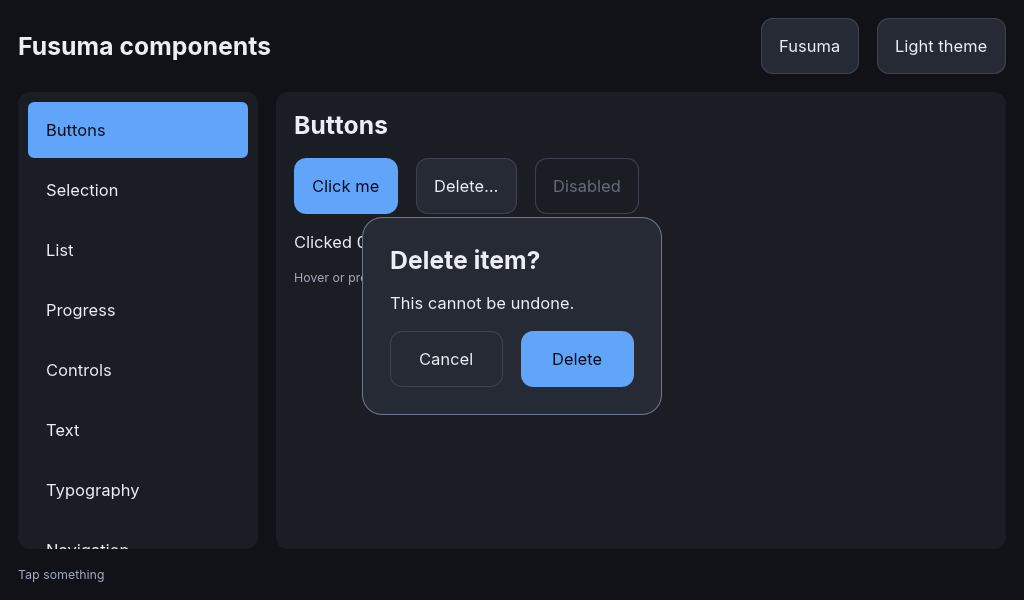 Fusuma components
Fusuma
Light theme
Buttons
Selection
List
Progress
Controls
Text
Typography
Navigation
Buttons
Click me
Delete...
Disabled
Clicked
Hover or
Delete item?
This cannot be undone.
Cancel
Delete
Tap something